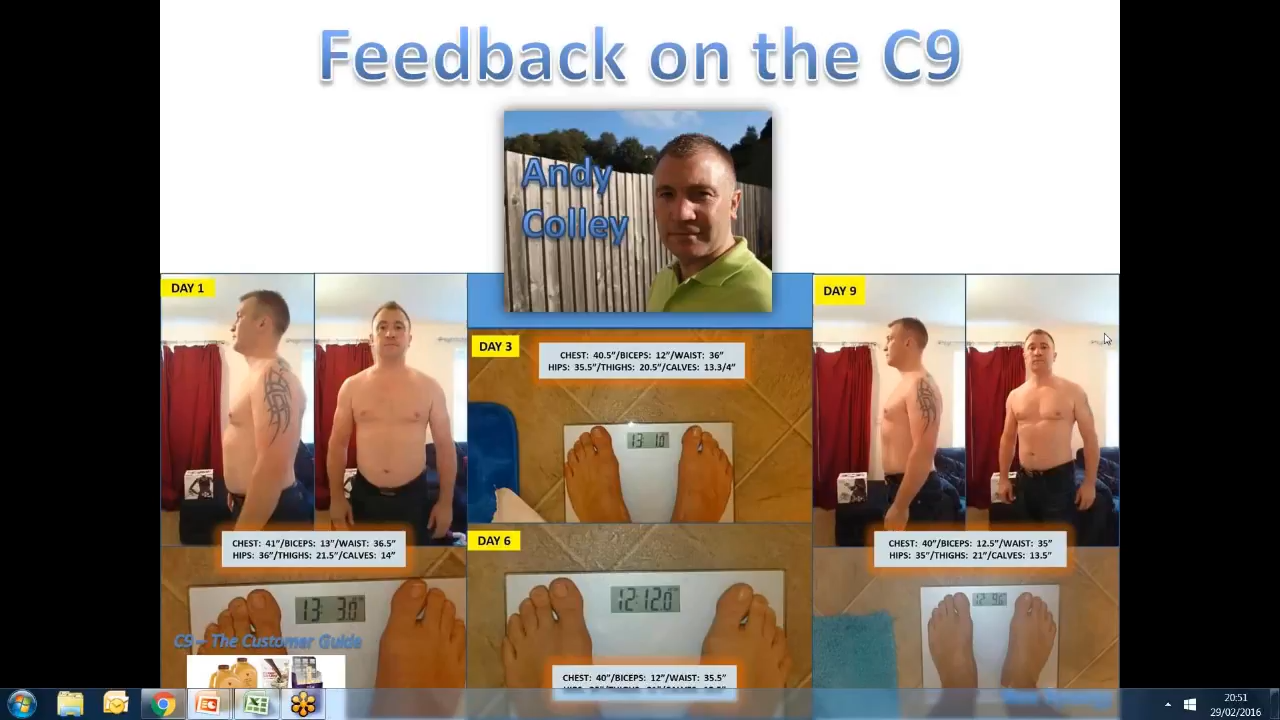 Feedback on the C9
Andy
Colley
DAY 1
CHEST: 41"/BICEPS: 13"/WAIST: 36.5"
HIPS: 36"/THIGHS: 21.5"/CALVES: 14"
13 3.0
C9 – The Customer Guide
DAY 3
CHEST: 40.5"/BICEPS: 12"/WAIST: 36"
HIPS: 35.5"/THIGHS: 20.5"/CALVES: 13.3/4"
13 1.0
DAY 6
12:12.0
CHEST: 40"/BICEPS: 12"/WAIST: 35.5"
DAY 9
CHEST: 40"/BICEPS: 12.5"/WAIST: 35"
HIPS: 35"/THIGHS: 21"/CALVES: 13.5"
20:51
29/02/2016